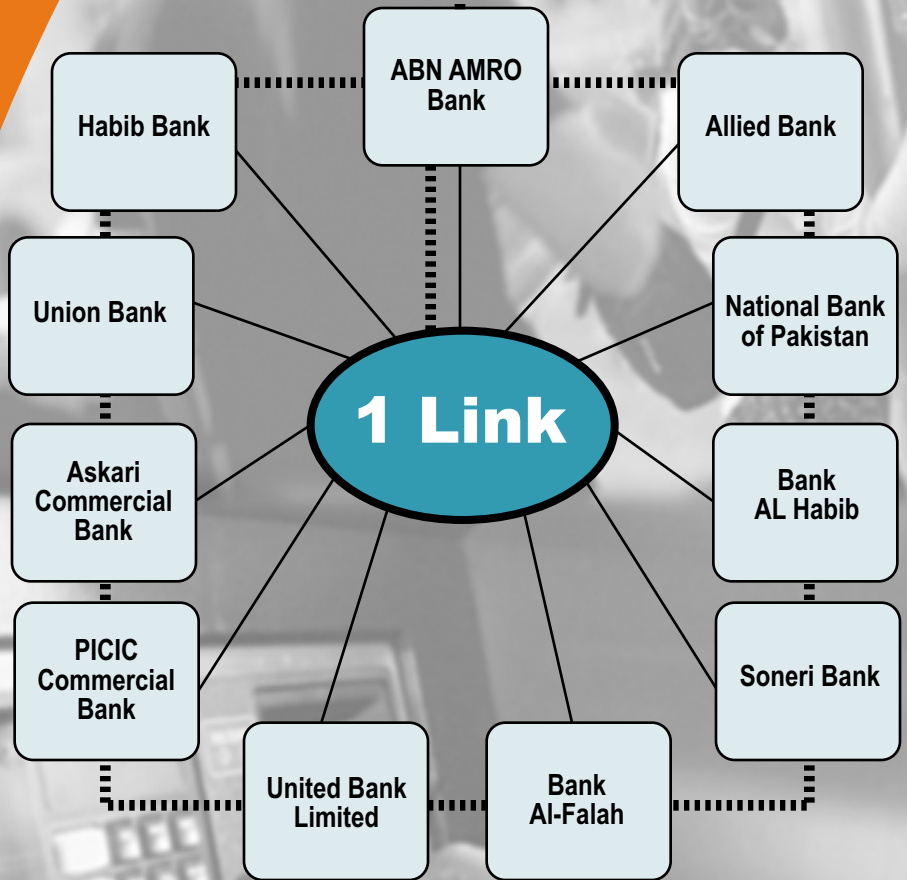 ABN AMRO
Bank
Habib Bank
Allied Bank
Union Bank
National Bank
of Pakistan
1 Link
Askari
Commercial
Bank
Bank
AL Habib
PICIC
Commercial
Bank
Soneri Bank
United Bank
Limited
Bank
Al-Falah